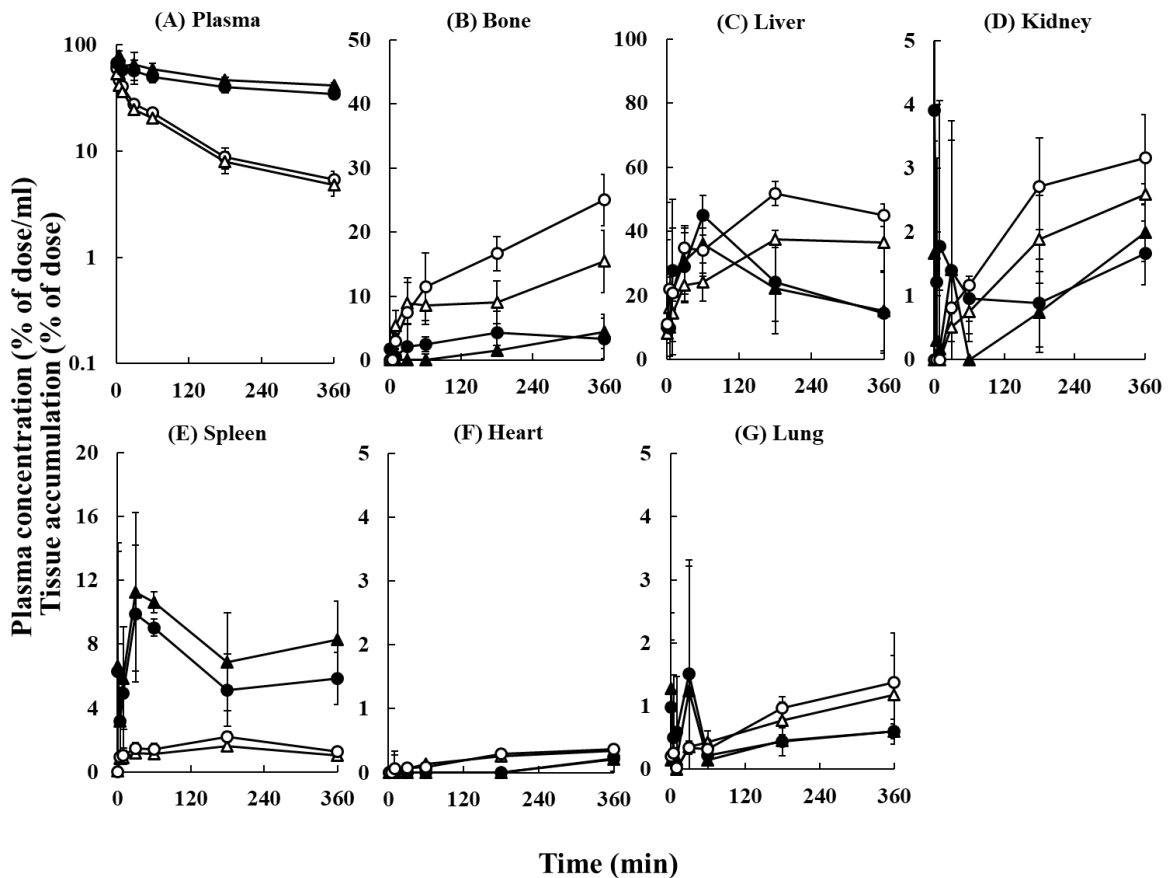 (A) Plasma
(B) Bone
(C) Liver
(D) Kidney
100
10
1
0.1
0 120 240 360
50
40
30
20
10
0
0 120 240 360
100
80
60
40
20
0
0 120 240 360
5
4
3
2
1
0
0 120 240 360
Plasma concentration (% of dose/ml)
Tissue accumulation (% of dose)
(E) Spleen
(F) Heart
(G) Lung
20
16
12
8
4
0
0 120 240 360
5
4
3
2
1
0
0 120 240 360
5
4
3
2
1
0
0 120 240 360
Time (min)